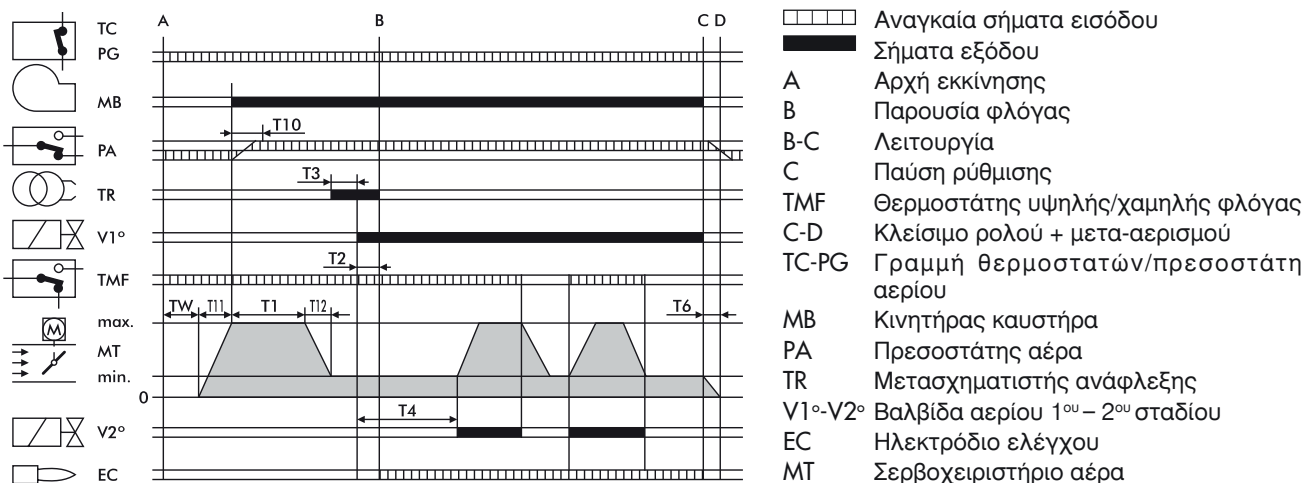 A B C D
TC
PG
MB
T10
PA
T3
TR
V1°
T2
TMF
TW T11 T1 T12 T6
max.
M
MT
min.
0
T4
V2°
EC
Αναγκαία σήματα εισόδου
Σήματα εξόδου
A Αρχή εκκίνησης
B Παρουσία φλόγας
B-C Λειτουργία
C Παύση ρύθμισης
TMF Θερμοστάτης υψηλής/χαμηλής φλόγας
C-D Κλείσιμο ρολού + μετα-αερισμού
TC-PG Γραμμή θερμοστατών/πρεσοστάτη
αερίου
MB Κινητήρας καυστήρα
PA Πρεσοστάτης αέρα
TR Μετασχηματιστής ανάφλεξης
V1°-V2° Βαλβίδα αερίου 1ου – 2ου σταδίου
EC Ηλεκτρόδιο ελέγχου
MT Σερβοχειριστήριο αέρα